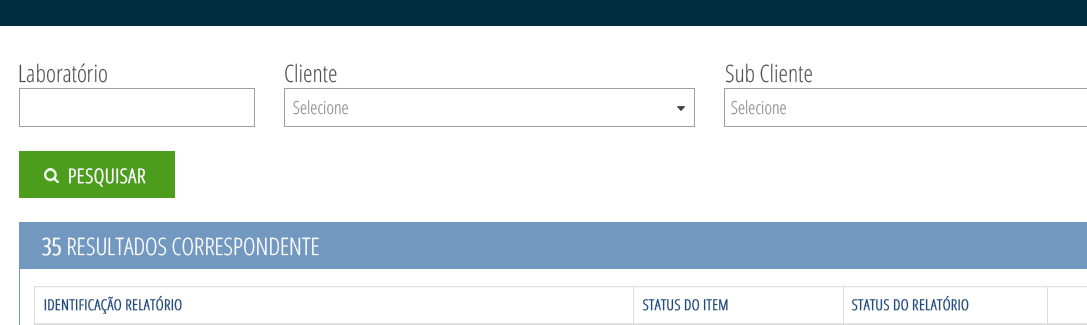 Laboratório Cliente Sub Cliente
Selecione Selecione
PESQUISAR
35 RESULTADOS CORRESPONDENTE
IDENTIFICAÇÃO RELATÓRIO STATUS DO ITEM STATUS DO RELATÓRIO